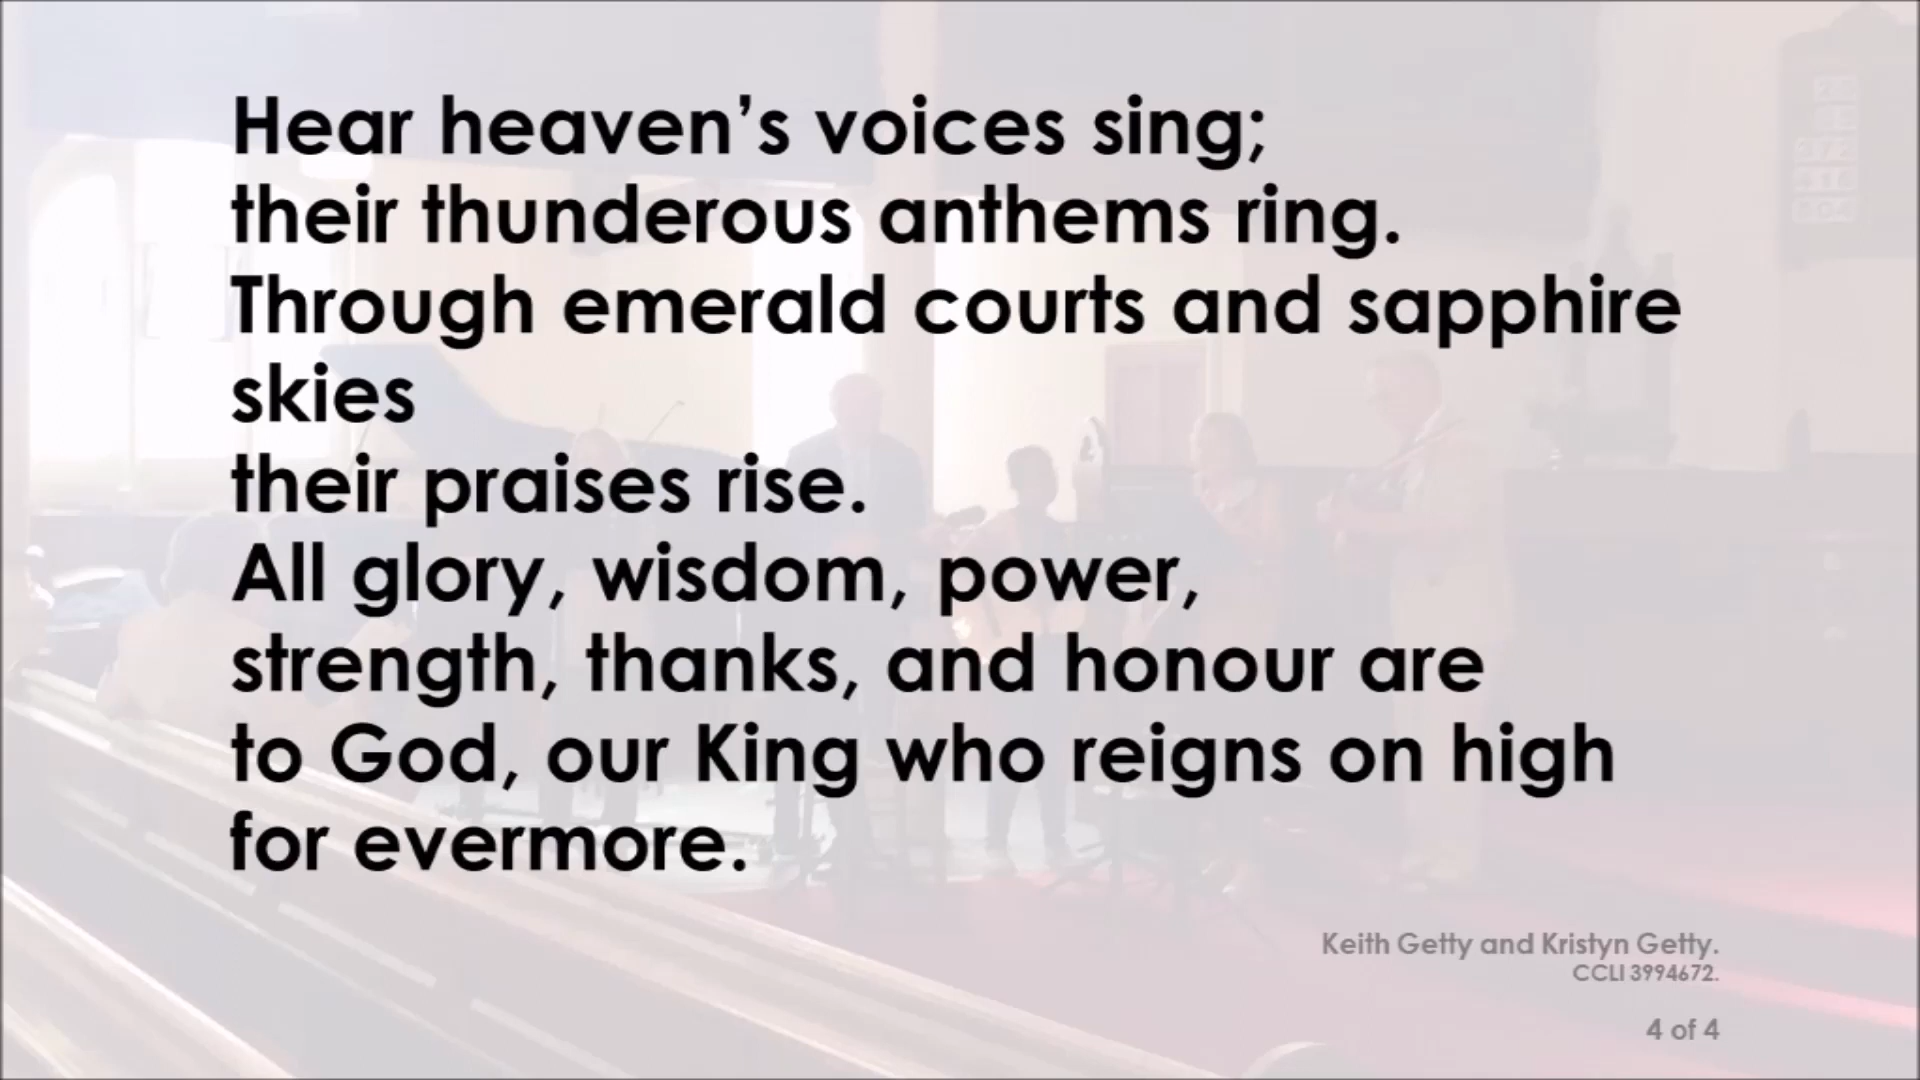 Hear heaven’s voices sing;
their thunderous anthems ring.
Through emerald courts and sapphire
skies
their praises rise.
All glory, wisdom, power,
strength, thanks, and honour are
to God, our King who reigns on high
for evermore.
Keith Getty and Kristyn Getty.
CCLI 3994672.
4 of 4